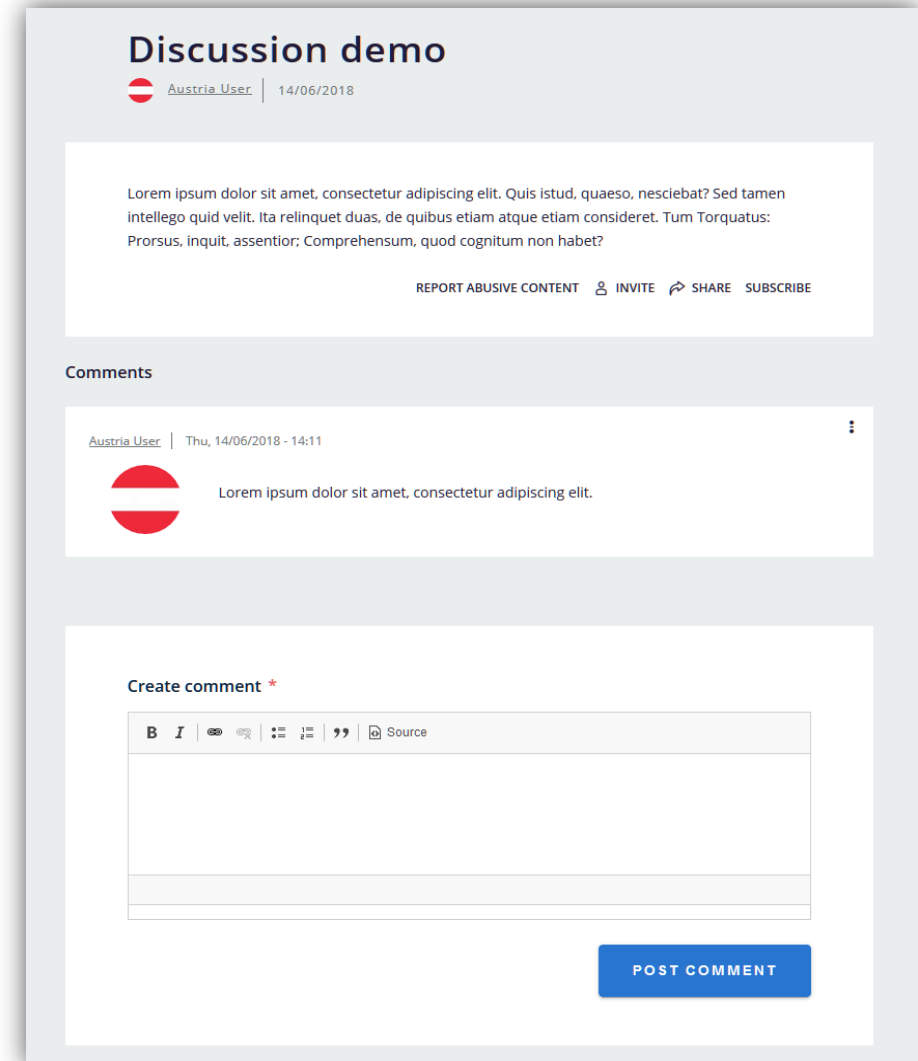 Discussion demo
Austria User 14/06/2018
Lorem ipsum dolor sit amet, consectetur adipiscing elit. Quis istud, quaeso, nesciebat? Sed tamen
intellego quid velit. Ita relinquet duas, de quibus etiam atque etiam consideret. Tum Torquatus:
Prorsus, inquit, assentior; Comprehensum, quod cognitum non habet?
REPORT ABUSIVE CONTENT INVITE SHARE SUBSCRIBE
Comments
Austria User Thu, 14/06/2018 - 14:11
Lorem ipsum dolor sit amet, consectetur adipiscing elit.
Create comment *
B I Source
POST COMMENT